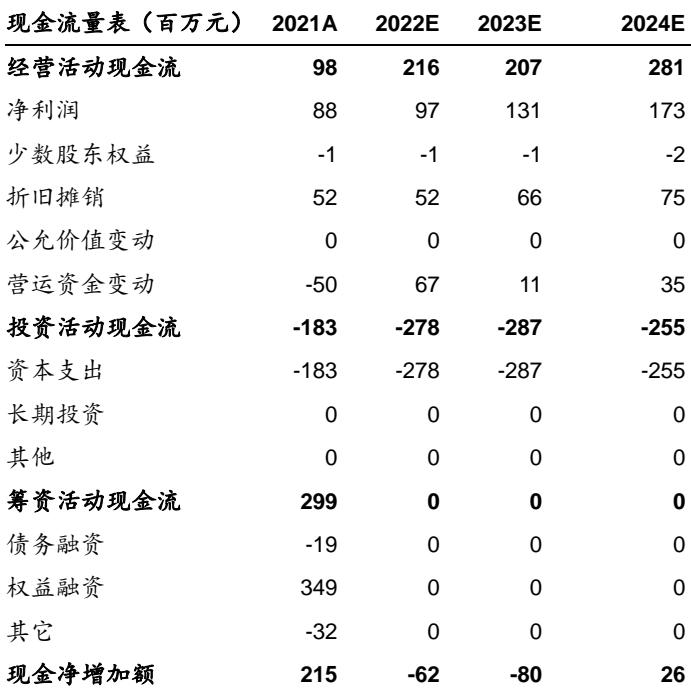 现金流量表（百万元） 2021A 2022E 2023E 2024E
经营活动现金流 98 216 207 281
净利润 88 97 131 173
少数股东权益 -1 -1 -1 -2
折旧摊销 52 52 66 75
公允价值变动 0 0 0 0
营运资金变动 -50 67 11 35
投资活动现金流 -183 -278 -287 -255
资本支出 -183 -278 -287 -255
长期投资 0 0 0 0
其他 0 0 0 0
筹资活动现金流 299 0 0 0
债务融资 -19 0 0 0
权益融资 349 0 0 0
其它 -32 0 0 0
现金净增加额 215 -62 -80 26